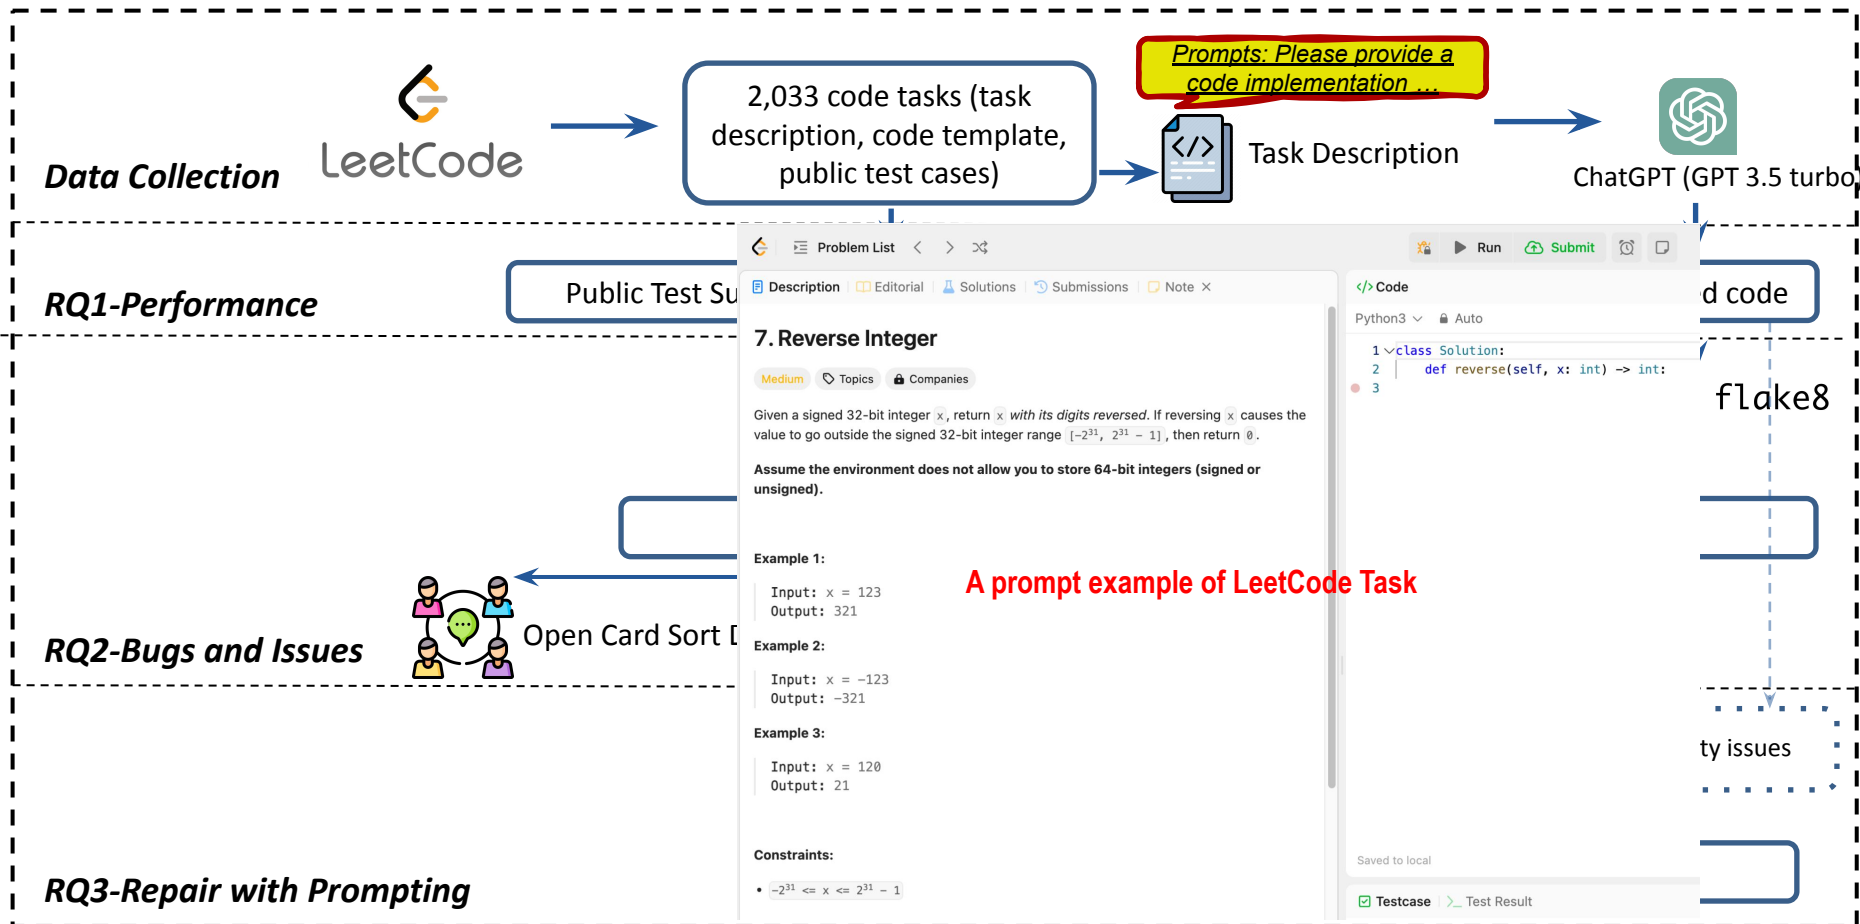 Prompts: Please provide a
code implementation …
2,033 code tasks (task
description, code template,
public test cases)
LeetCode
Data Collection
Task Description
ChatGPT (GPT 3.5 turbo)
RQ1-Performance
Public Test Su
d code
Problem List
Run
Submit
Description
Editorial
Solutions
Submissions
Note
</> Code
Python3
Auto
7. Reverse Integer
1 class Solution:
2 def reverse(self, x: int) -> int:
3
Medium
Topics
Companies
flake8
Given a signed 32-bit integer x, return x with its digits reversed. If reversing x causes the
value to go outside the signed 32-bit integer range [-2³¹, 2³¹ - 1], then return 0.
Assume the environment does not allow you to store 64-bit integers (signed or
unsigned).
Example 1:
Input: x = 123
Output: 321
A prompt example of LeetCode Task
RQ2-Bugs and Issues
Open Card Sort
Example 2:
Input: x = -123
Output: -321
Example 3:
Input: x = 120
Output: 21
ty issues
Constraints:
• -2³¹ <= x <= 2³¹ - 1
Saved to local
RQ3-Repair with Prompting
Testcase
Test Result